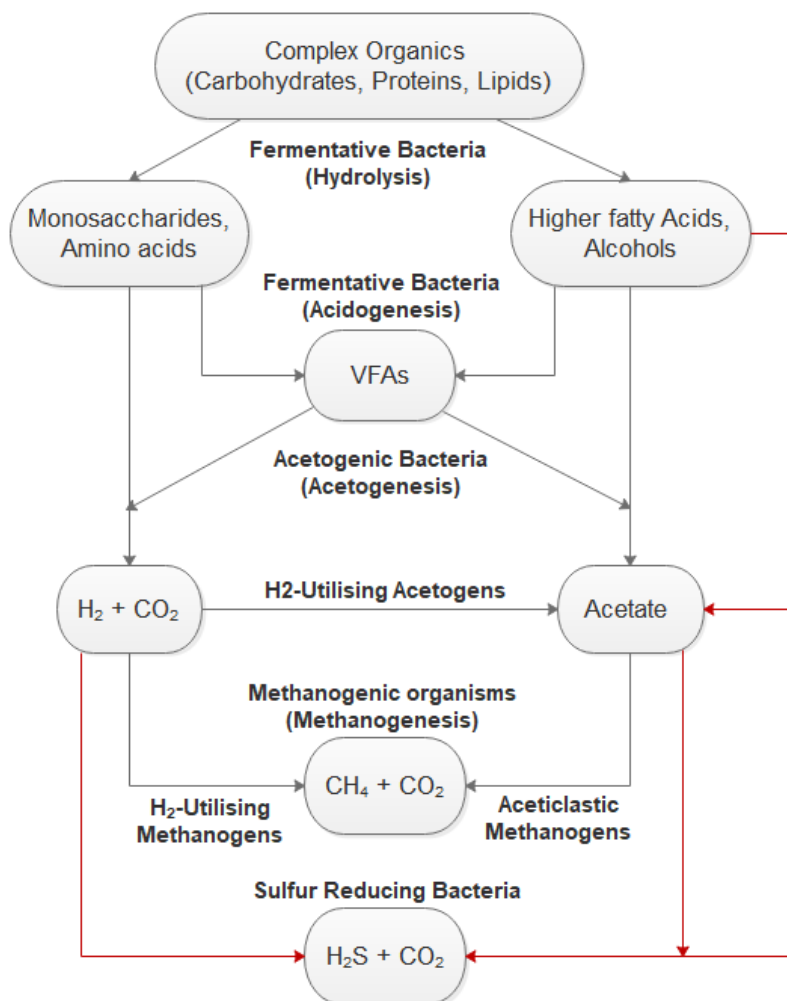 Complex Organics
(Carbohydrates, Proteins, Lipids)
Fermentative Bacteria
(Hydrolysis)
Monosaccharides,
Amino acids
Higher fatty Acids,
Alcohols
Fermentative Bacteria
(Acidogenesis)
VFAs
Acetogenic Bacteria
(Acetogenesis)
H₂ + CO₂
H2-Utilising Acetogens
Acetate
Methanogenic organisms
(Methanogenesis)
CH₄ + CO₂
H₂-Utilising
Methanogens
Aceticlastic
Methanogens
Sulfur Reducing Bacteria
H₂S + CO₂